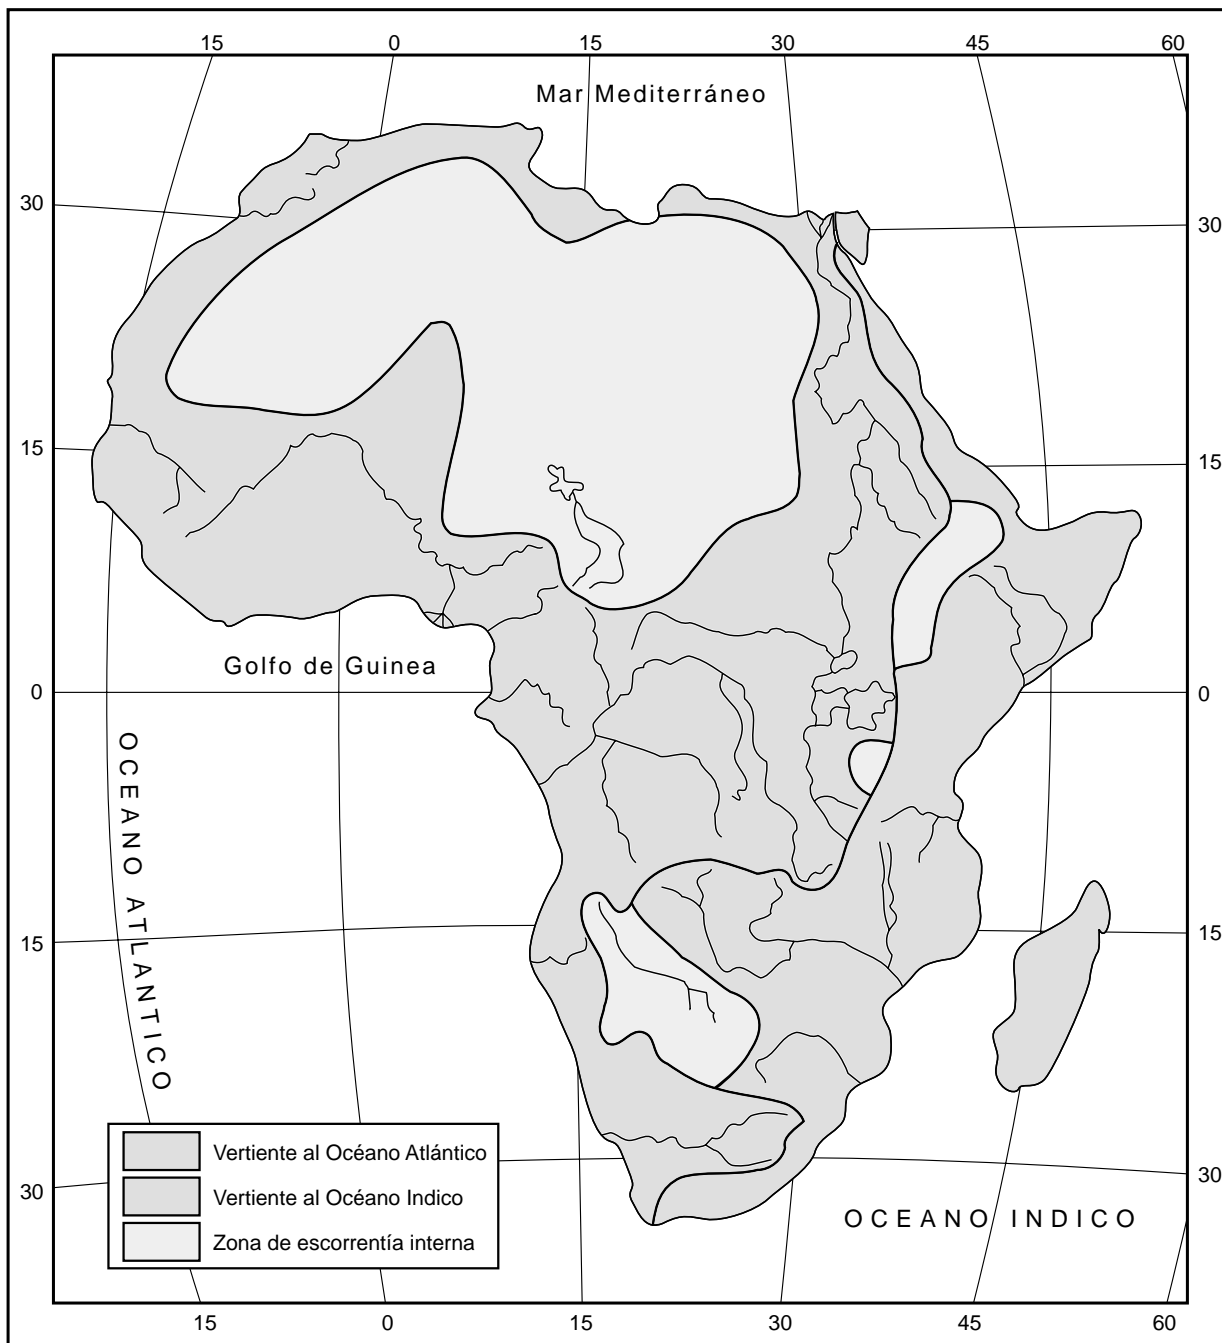 15 0 15 30 45 60
Mar Mediterráneo
30 30
15 15
Golfo de Guinea
0 0
OCEANO ATLANTICO
15 15
Vertiente al Océano Atlántico
Vertiente al Océano Indico
Zona de escorrentía interna
30 30
OCEANO INDICO
15 0 15 30 45 60